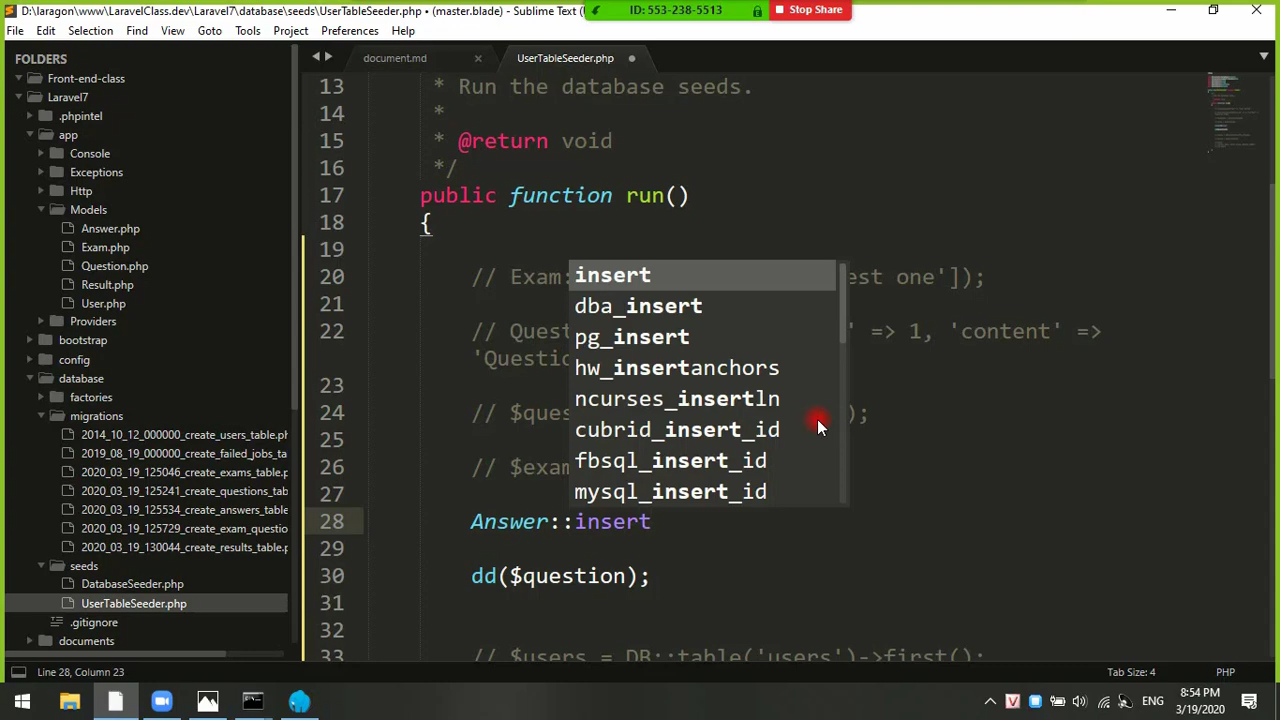 D:\laragon\www\LaravelClass.dev\Laravel7\database\seeds\UserTableSeeder.php • (master.blade) - Sublime Text (
ID: 553-238-5513
Stop Share
File Edit Selection Find View Goto Tools Project Preferences Help
FOLDERS
Front-end-class
Laravel7
.phpintel
app
Console
Exceptions
Http
Models
Answer.php
Exam.php
Question.php
Result.php
User.php
Providers
bootstrap
config
database
factories
migrations
2014_10_12_000000_create_users_table.ph
2019_08_19_000000_create_failed_jobs_ta
2020_03_19_125046_create_exams_table.p
2020_03_19_125149_create_questions_tab
2020_03_19_125534_create_answers_table.
2020_03_19_125729_create_exam_questio
2020_03_19_130044_create_results_table.p
seeds
DatabaseSeeder.php
UserTableSeeder.php
.gitignore
documents
document.md
UserTableSeeder.php
13 * Run the database seeds.
14 *
15 * @return void
16 */
17 public function run()
18 {
19
20 // Exam: est one']);
21
22 // Quest ' => 1, 'content' =>
'Questio
23
24 // $ques );
25
26 // $exam
27
28 Answer::insert
29
30 dd($question);
31
32
33 // $users = DB::table('users')->first();
insert
dba_insert
pg_insert
hw_insertanchors
ncurses_insertln
cubrid_insert_id
fbsql_insert_id
mysql_insert_id
Line 28, Column 23
Tab Size: 4
PHP
ENG
8:54 PM
3/19/2020